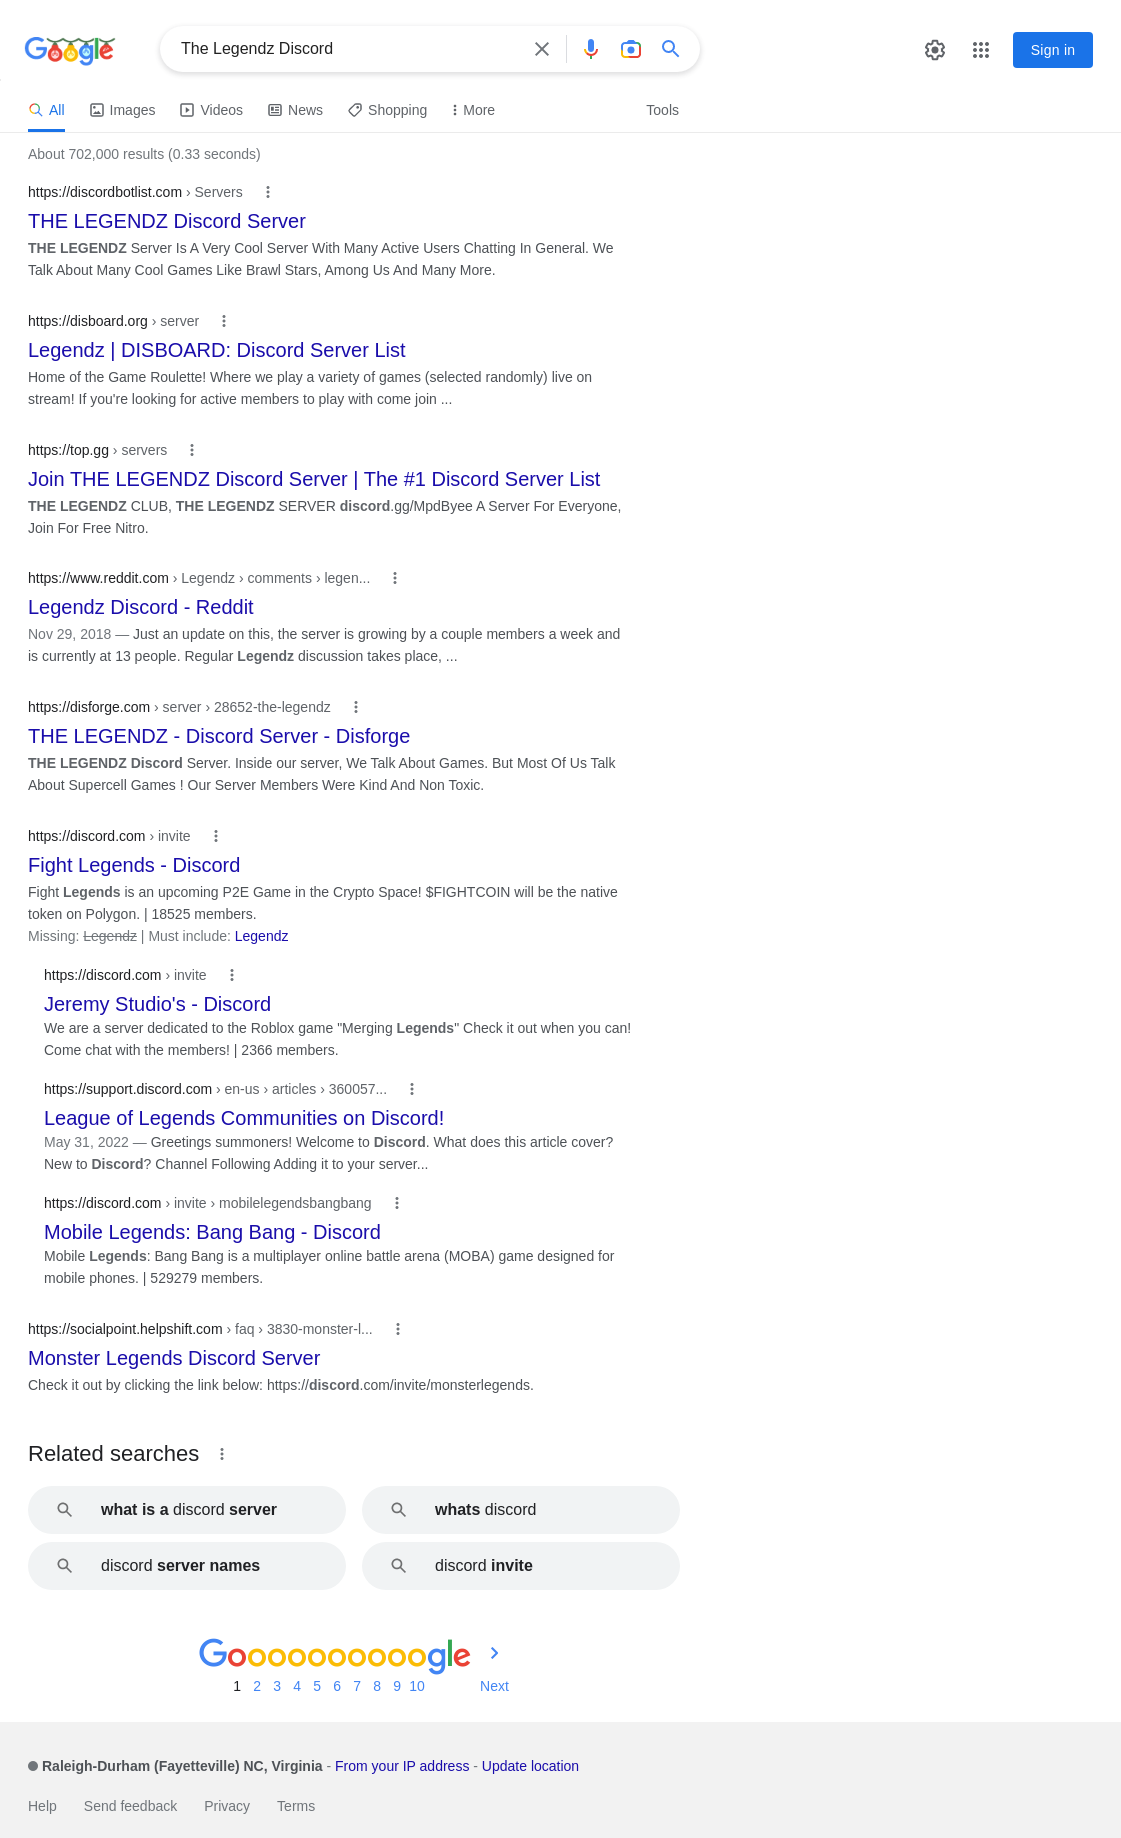 Google
The Legendz Discord
Sign in
All
Images
Videos
News
Shopping
More
Tools
About 702,000 results (0.33 seconds)
https://discordbotlist.com › Servers
THE LEGENDZ Discord Server
THE LEGENDZ Server Is A Very Cool Server With Many Active Users Chatting In General. We
Talk About Many Cool Games Like Brawl Stars, Among Us And Many More.
https://disboard.org › server
Legendz | DISBOARD: Discord Server List
Home of the Game Roulette! Where we play a variety of games (selected randomly) live on
stream! If you're looking for active members to play with come join ...
https://top.gg › servers
Join THE LEGENDZ Discord Server | The #1 Discord Server List
THE LEGENDZ CLUB, THE LEGENDZ SERVER discord.gg/MpdByee A Server For Everyone,
Join For Free Nitro.
https://www.reddit.com › Legendz › comments › legen...
Legendz Discord - Reddit
Nov 29, 2018 — Just an update on this, the server is growing by a couple members a week and
is currently at 13 people. Regular Legendz discussion takes place, ...
https://disforge.com › server › 28652-the-legendz
THE LEGENDZ - Discord Server - Disforge
THE LEGENDZ Discord Server. Inside our server, We Talk About Games. But Most Of Us Talk
About Supercell Games ! Our Server Members Were Kind And Non Toxic.
https://discord.com › invite
Fight Legends - Discord
Fight Legends is an upcoming P2E Game in the Crypto Space! $FIGHTCOIN will be the native
token on Polygon. | 18525 members.
Missing: Legendz | Must include: Legendz
https://discord.com › invite
Jeremy Studio's - Discord
We are a server dedicated to the Roblox game "Merging Legends" Check it out when you can!
Come chat with the members! | 2366 members.
https://support.discord.com › en-us › articles › 360057...
League of Legends Communities on Discord!
May 31, 2022 — Greetings summoners! Welcome to Discord. What does this article cover?
New to Discord? Channel Following Adding it to your server...
https://discord.com › invite › mobilelegendsbangbang
Mobile Legends: Bang Bang - Discord
Mobile Legends: Bang Bang is a multiplayer online battle arena (MOBA) game designed for
mobile phones. | 529279 members.
https://socialpoint.helpshift.com › faq › 3830-monster-l...
Monster Legends Discord Server
Check it out by clicking the link below: https://discord.com/invite/monsterlegends.
Related searches
what is a discord server
whats discord
discord server names
discord invite
Goooooooooogle
1 2 3 4 5 6 7 8 9 10 Next
Raleigh-Durham (Fayetteville) NC, Virginia - From your IP address - Update location
Help Send feedback Privacy Terms